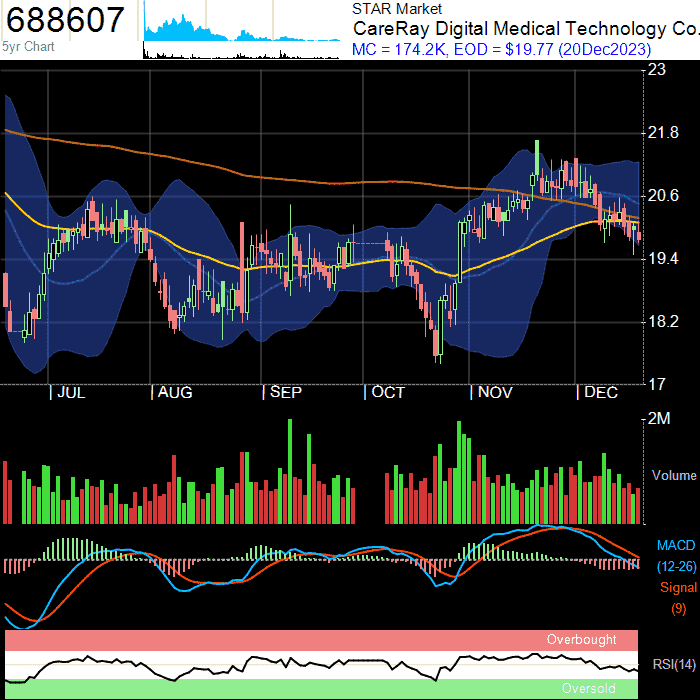 688607
5yr Chart
STAR Market
CareRay Digital Medical Technology Co.
MC = 174.2K, EOD = $19.77 (20Dec2023)
23
21.8
20.6
19.4
18.2
17
JUL
AUG
SEP
OCT
NOV
DEC
2M
Volume
MACD
(12-26)
Signal
(9)
Overbought
RSI(14)
Oversold